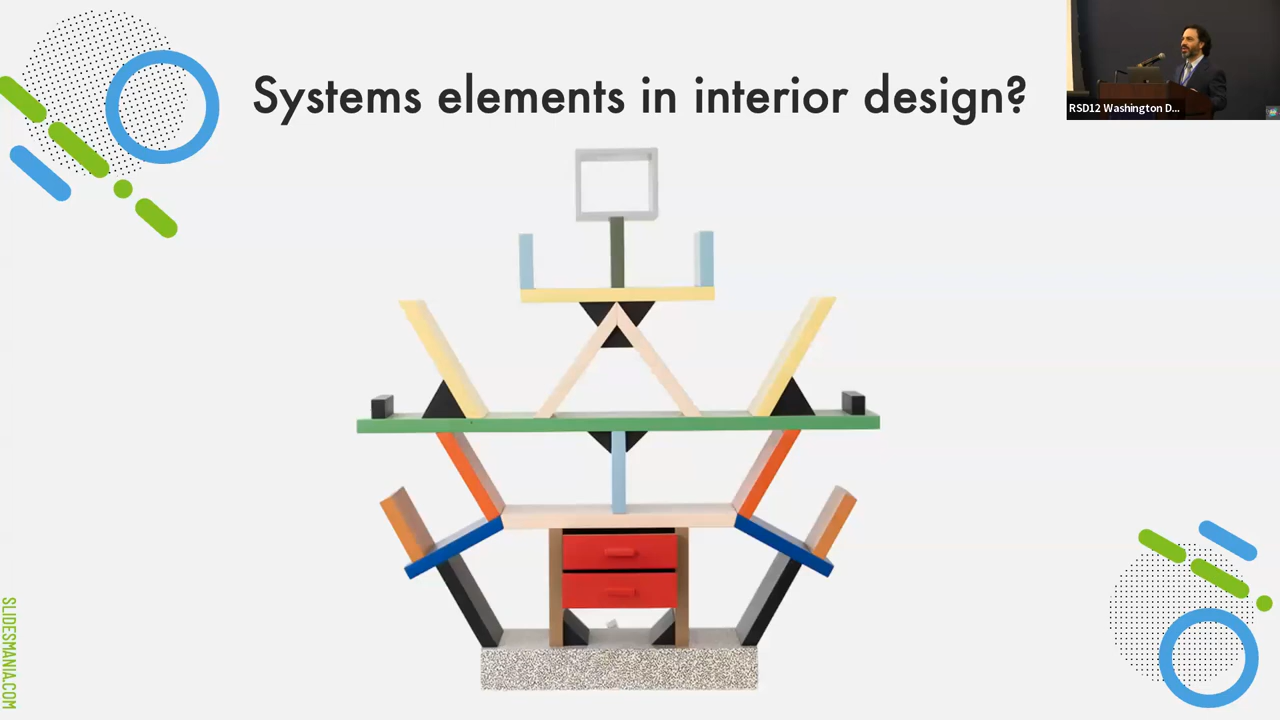 Systems elements in interior design?
RSD12 Washington D...
SLIDESMANIA.COM